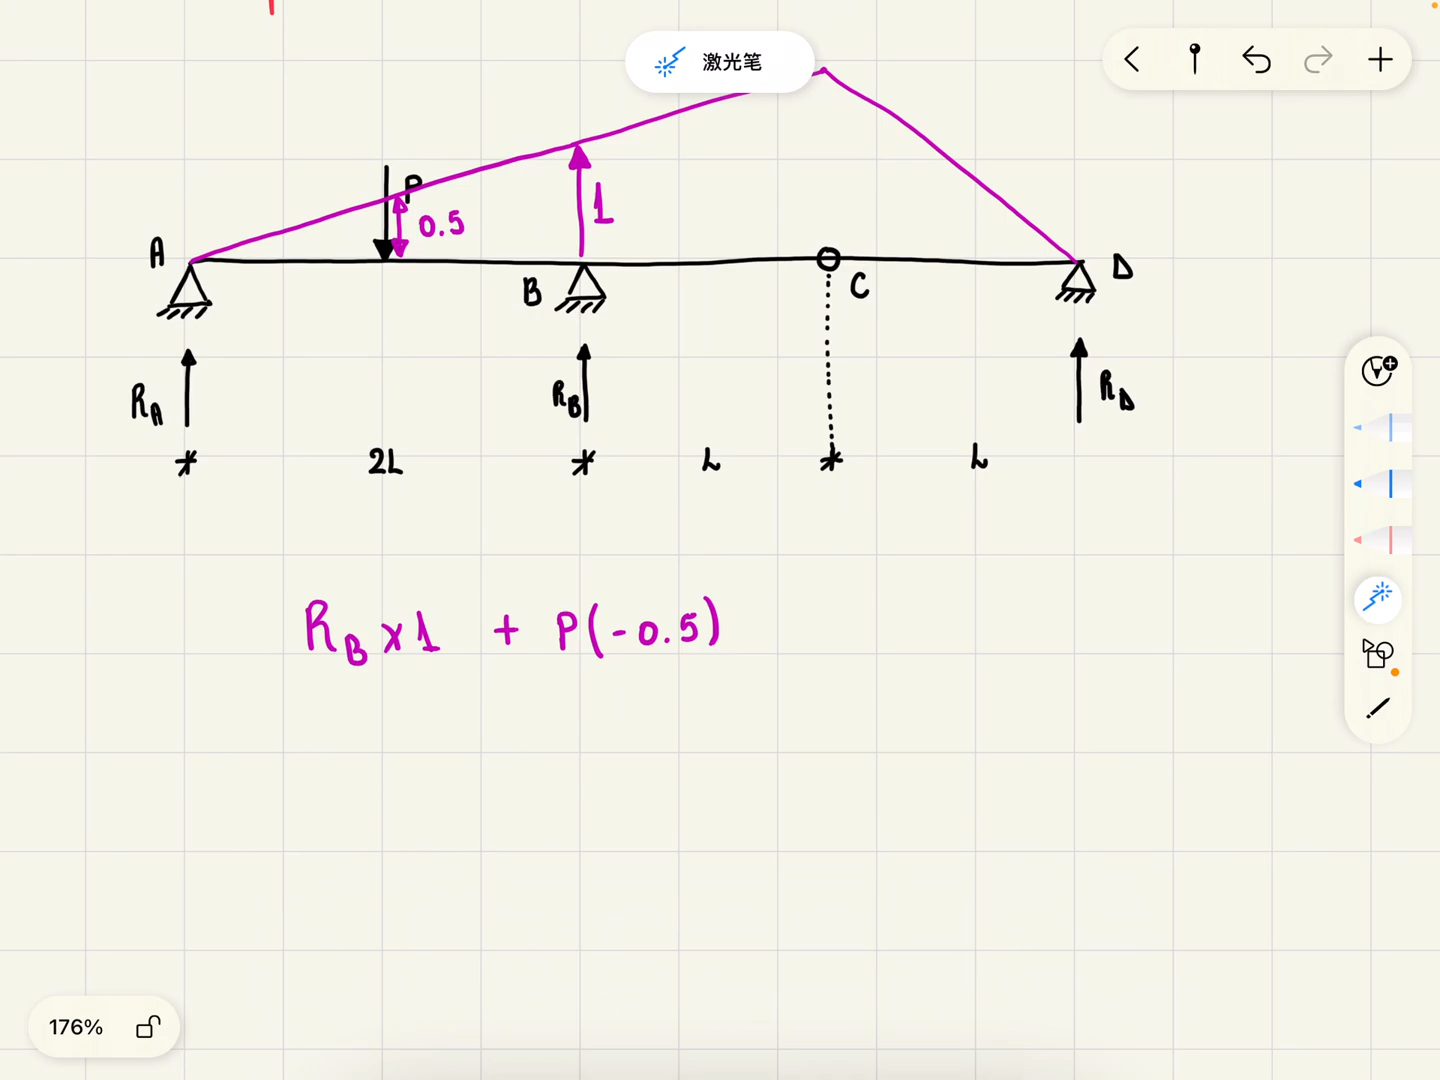 激光笔
P
0.5
1
A
B
C
D
R_A
R_B
R_D
2L
L
L
R_B × 1 + P(-0.5)
176%